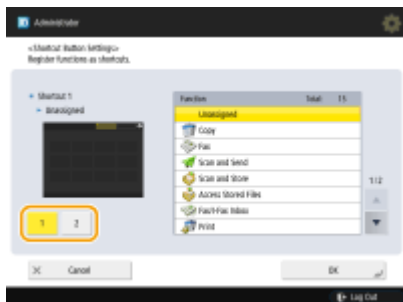 Administrator
<Shortcut Button Settings>
Register functions as shortcuts.
Shortcut 1
Unassigned
Function Total: 15
Unassigned
Copy
Fax
Scan and Send
Scan and Store
Access Stored Files
Fax/I-Fax Inbox
Print
1/2
1 2
Cancel
OK
Log Out